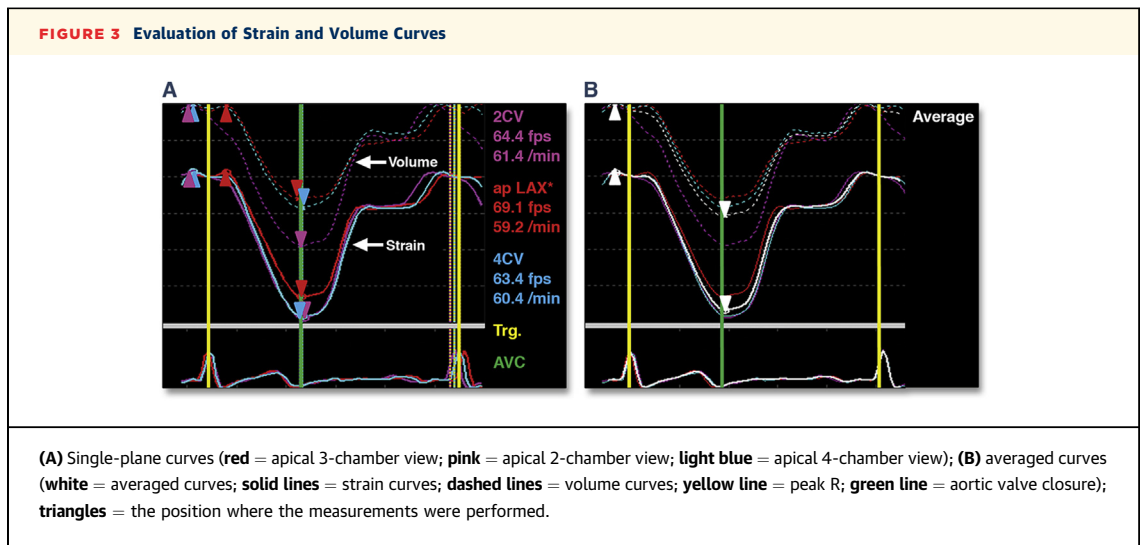 FIGURE 3 Evaluation of Strain and Volume Curves
A
B
2CV
64.4 fps
61.4 /min
Volume
ap LAX*
69.1 fps
59.2 /min
Strain
4CV
63.4 fps
60.4 /min
Trg.
AVC
Average
(A) Single-plane curves (red = apical 3-chamber view; pink = apical 2-chamber view; light blue = apical 4-chamber view); (B) averaged curves
(white = averaged curves; solid lines = strain curves; dashed lines = volume curves; yellow line = peak R; green line = aortic valve closure);
triangles = the position where the measurements were performed.